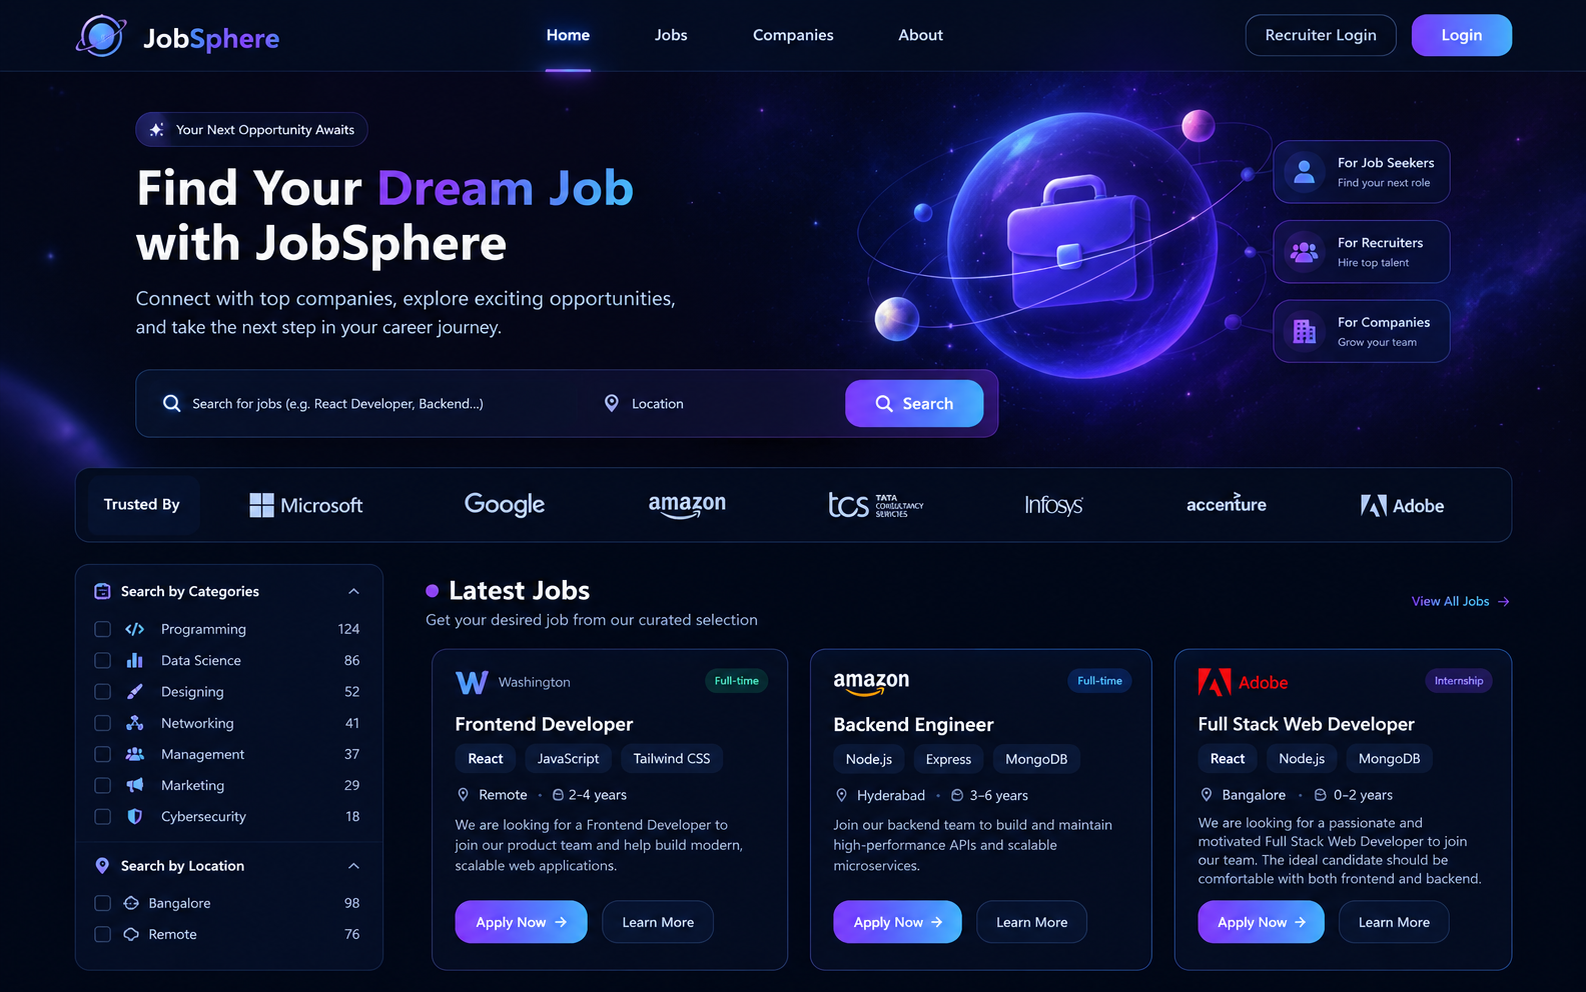 JobSphere
Home
Jobs
Companies
About
Recruiter Login
Login
Your Next Opportunity Awaits
Find Your Dream Job
with JobSphere
Connect with top companies, explore exciting opportunities,
and take the next step in your career journey.
For Job Seekers
Find your next role
For Recruiters
Hire top talent
For Companies
Grow your team
Search for jobs (e.g. React Developer, Backend...)
Location
Search
Trusted By
Microsoft
Google
amazon
tcs
TATA
Infosys
accenture
Adobe
Search by Categories
Programming 124
Data Science 86
Designing 52
Networking 41
Management 37
Marketing 29
Cybersecurity 18
Search by Location
Bangalore 98
Remote 76
Latest Jobs
Get your desired job from our curated selection
View All Jobs →
W Washington
Full-time
Frontend Developer
React JavaScript Tailwind CSS
Remote • 2-4 years
We are looking for a Frontend Developer to
join our product team and help build modern,
scalable web applications.
Apply Now → Learn More
amazon
Full-time
Backend Engineer
Node.js Express MongoDB
Hyderabad • 3-6 years
Join our backend team to build and maintain
high-performance APIs and scalable
microservices.
Apply Now → Learn More
Adobe
Internship
Full Stack Web Developer
React Node.js MongoDB
Bangalore • 0-2 years
We are looking for a passionate and
motivated Full Stack Web Developer to join
our team. The ideal candidate should be
comfortable with both frontend and backend.
Apply Now → Learn More